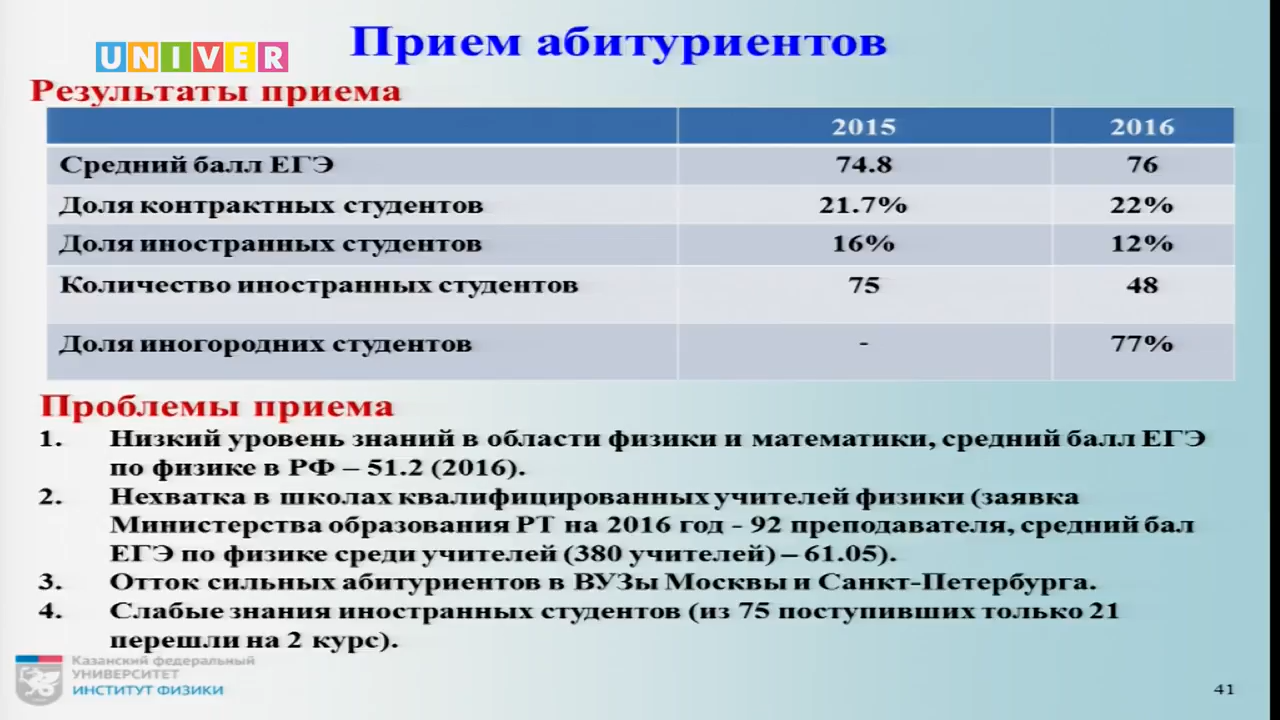 UNIVER
Прием абитуриентов
Результаты приема
2015 2016
Средний балл ЕГЭ 74.8 76
Доля контрактных студентов 21.7% 22%
Доля иностранных студентов 16% 12%
Количество иностранных студентов 75 48
Доля иногородних студентов - 77%
Проблемы приема
1. Низкий уровень знаний в области физики и математики, средний балл ЕГЭ
по физике в РФ – 51.2 (2016).
2. Нехватка в школах квалифицированных учителей физики (заявка
Министерства образования РТ на 2016 год - 92 преподавателя, средний бал
ЕГЭ по физике среди учителей (380 учителей) – 61.05).
3. Отток сильных абитуриентов в ВУЗы Москвы и Санкт-Петербурга.
4. Слабые знания иностранных студентов (из 75 поступивших только 21
перешли на 2 курс).
Казанский федеральный
УНИВЕРСИТЕТ
ИНСТИТУТ ФИЗИКИ
41